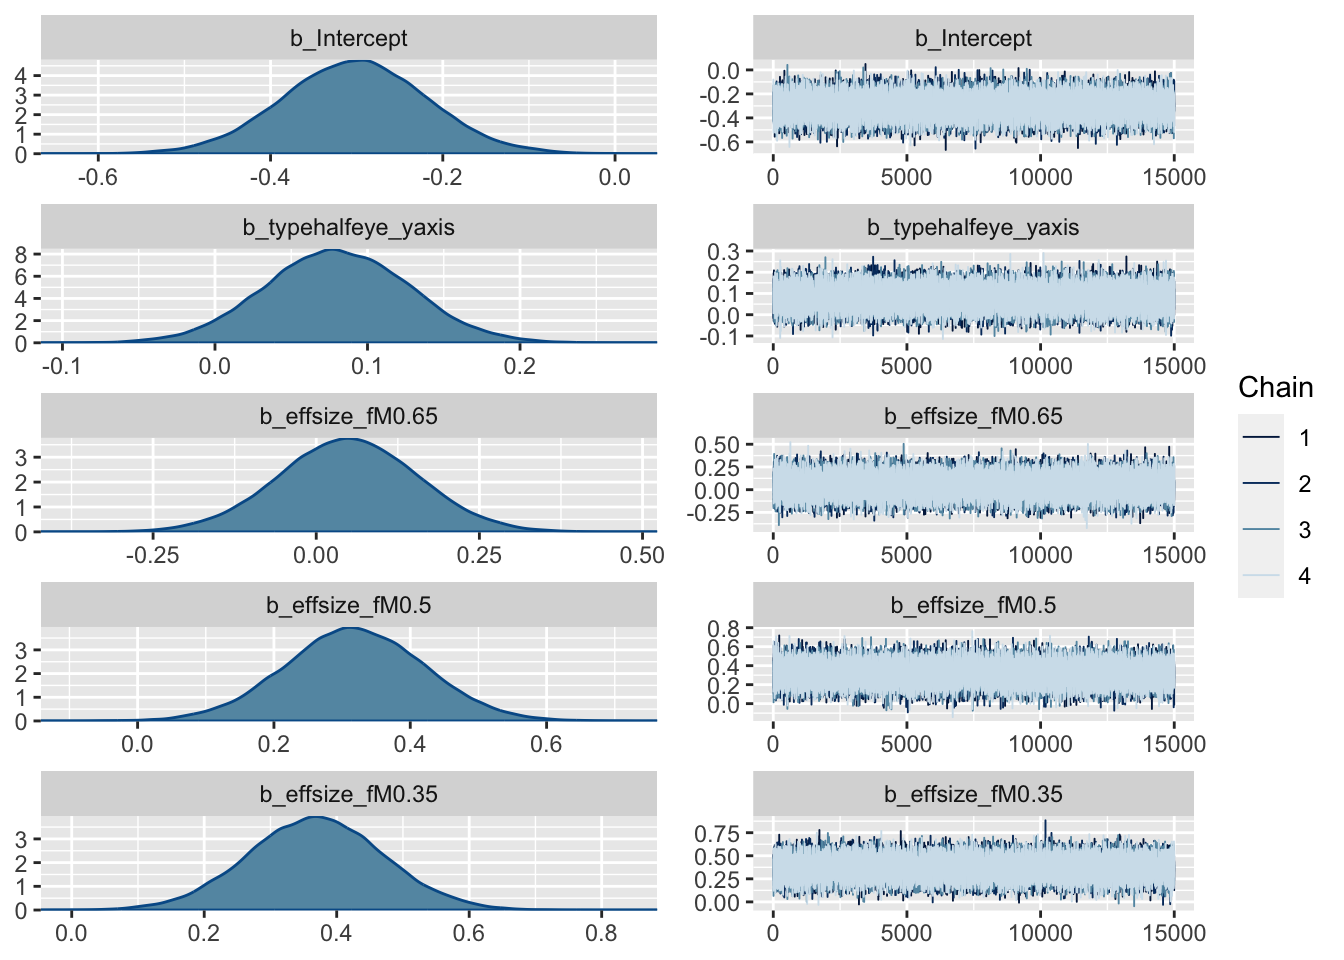 b_Intercept
4
3
2
1
0
-0.6 -0.4 -0.2 0.0
b_Intercept
0.0
-0.2
-0.4
-0.6
0 5000 10000 15000
b_typehalfeye_yaxis
8
6
4
2
0
-0.1 0.0 0.1 0.2
b_typehalfeye_yaxis
0.3
0.2
0.1
0.0
-0.1
0 5000 10000 15000
b_effsize_fM0.65
3
2
1
0
-0.25 0.00 0.25 0.50
b_effsize_fM0.65
0.50
0.25
0.00
-0.25
0 5000 10000 15000
b_effsize_fM0.5
3
2
1
0
0.0 0.2 0.4 0.6
b_effsize_fM0.5
0.8
0.6
0.4
0.2
0.0
0 5000 10000 15000
b_effsize_fM0.35
3
2
1
0
0.0 0.2 0.4 0.6 0.8
b_effsize_fM0.35
0.75
0.50
0.25
0.00
0 5000 10000 15000
Chain
1
2
3
4